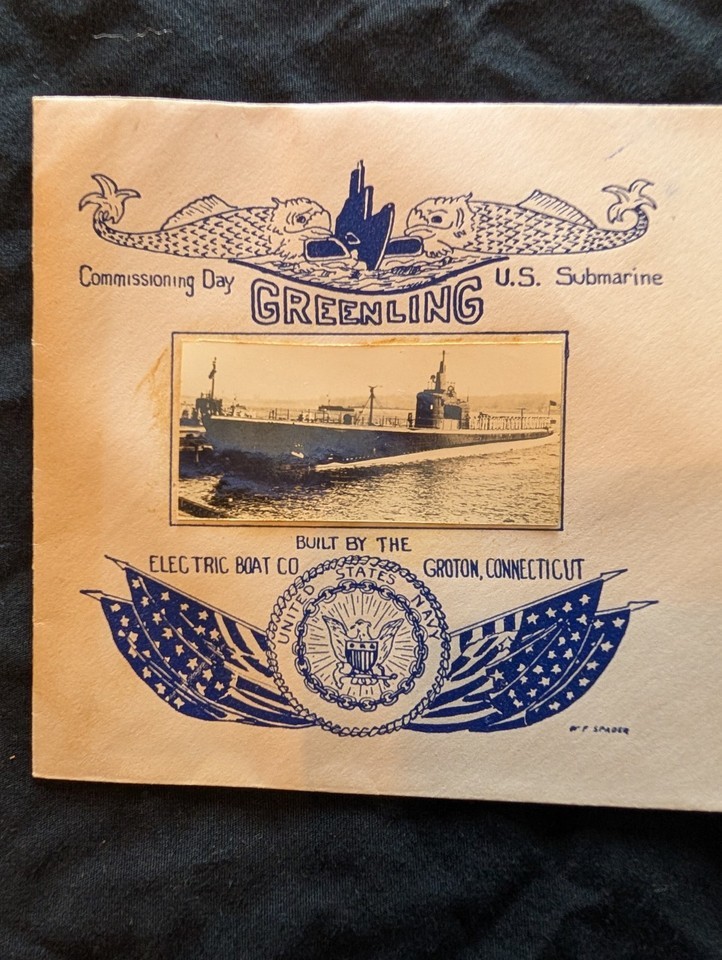 Commissioning Day U.S. Submarine
GREENLING
BUILT BY THE
ELECTRIC BOAT CO GROTON, CONNECTICUT
UNITED STATES NAVY
W F. SPADER